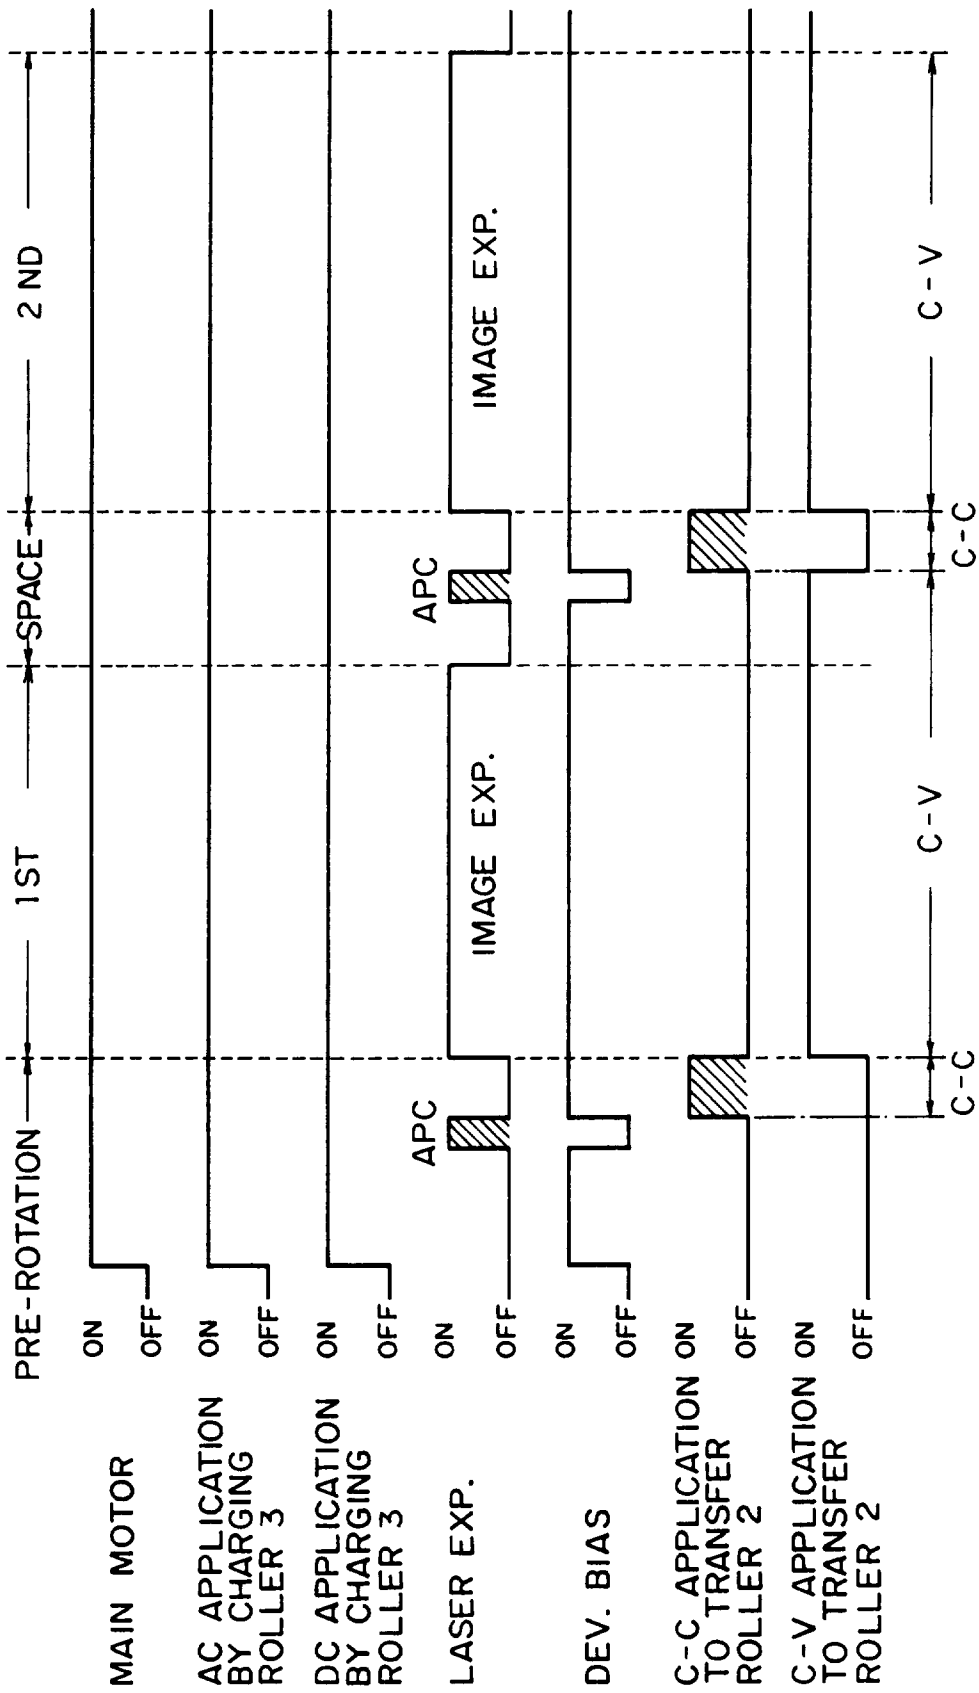 PRE-ROTATION
1ST
SPACE
2ND
MAIN MOTOR
ON
OFF
AC APPLICATION
BY CHARGING
ROLLER 3
ON
OFF
DC APPLICATION
BY CHARGING
ROLLER 3
ON
OFF
LASER EXP.
ON
OFF
APC
IMAGE EXP.
APC
IMAGE EXP.
DEV. BIAS
ON
OFF
C-C APPLICATION
TO TRANSFER
ROLLER 2
ON
OFF
C-V APPLICATION
TO TRANSFER
ROLLER 2
ON
OFF
C-C
C-V
C-C
C-V